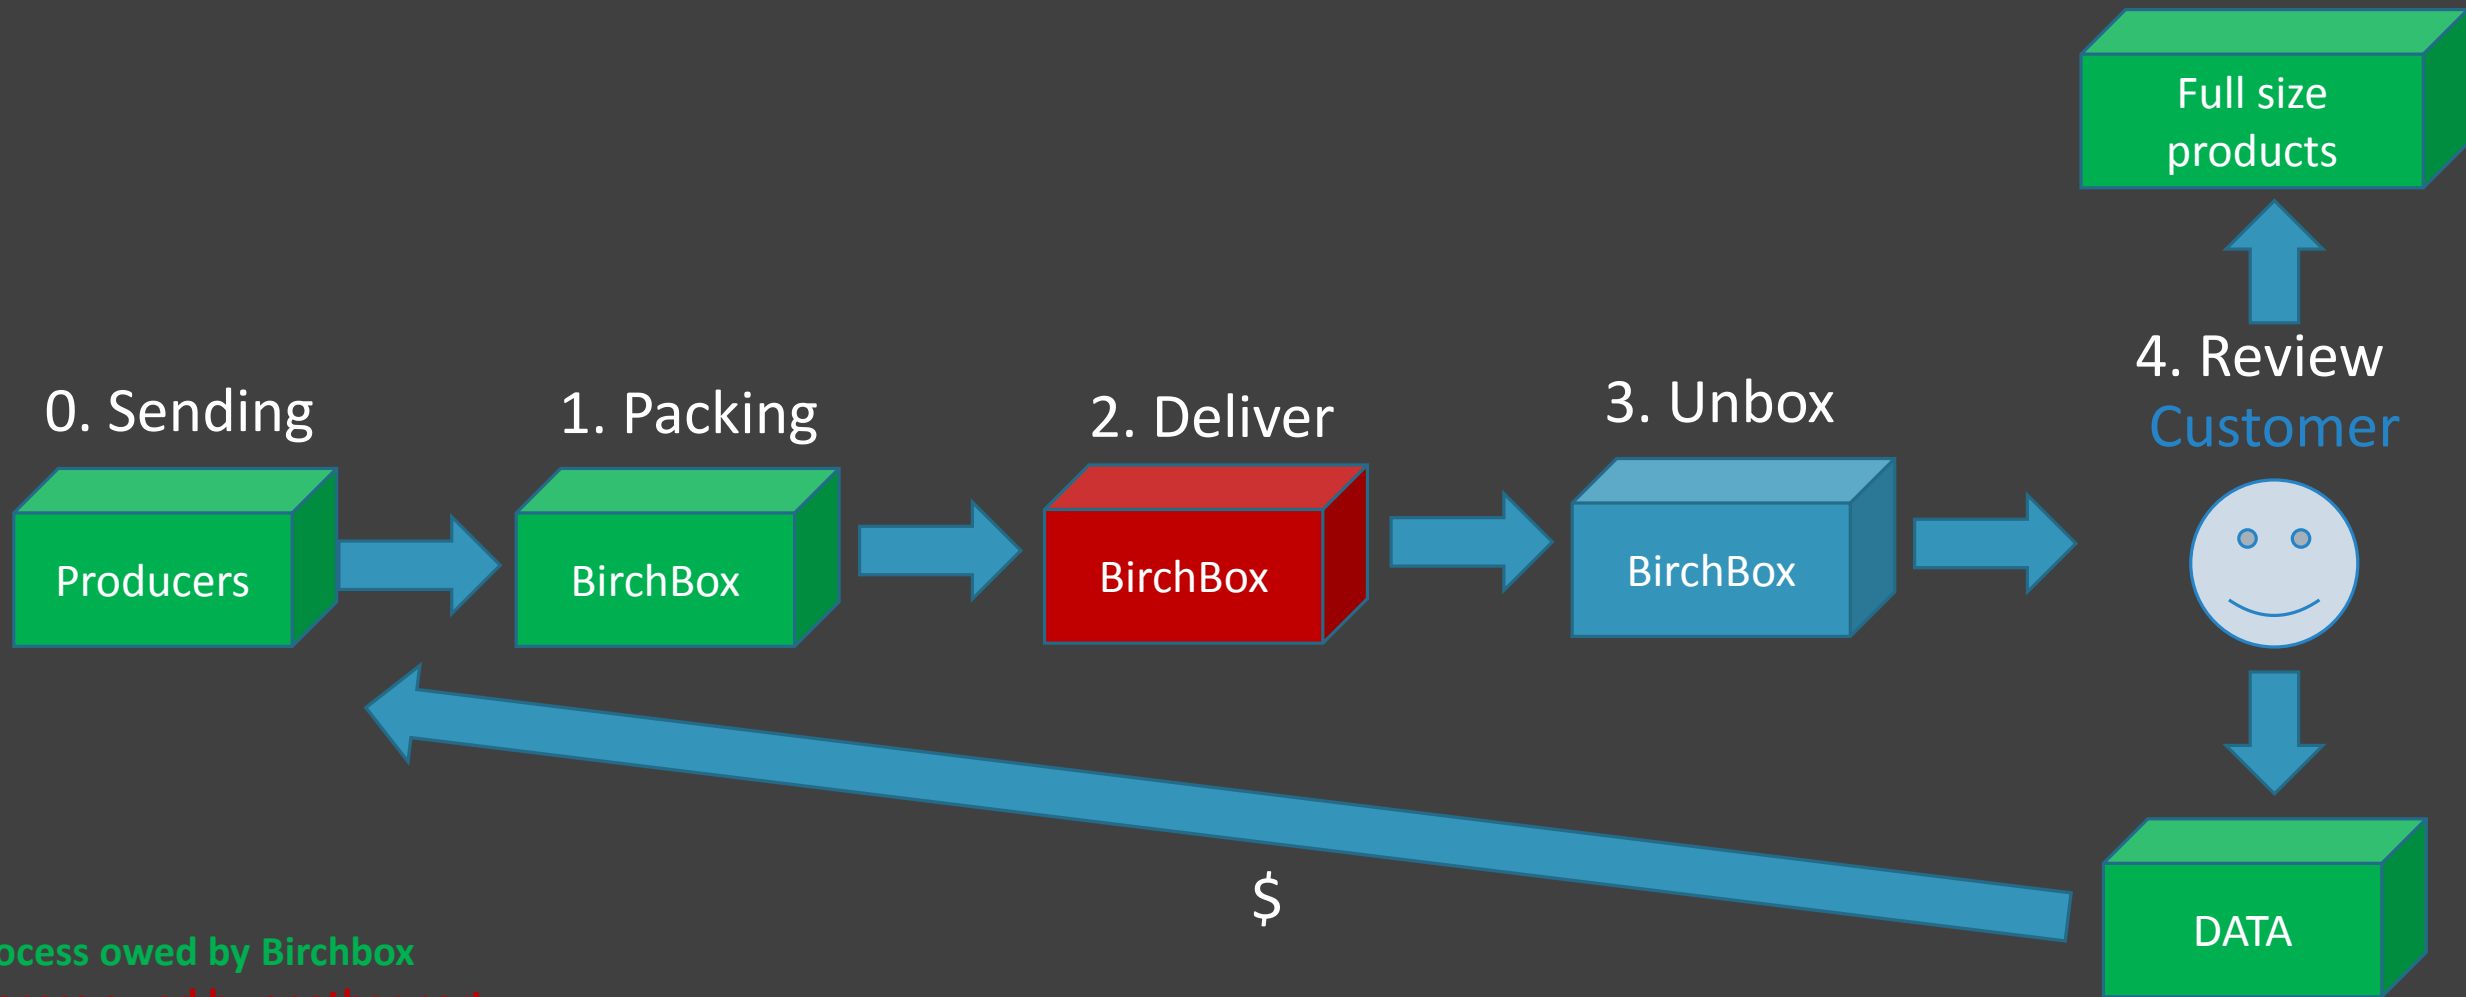 Full size
products
4. Review
Customer
0. Sending
1. Packing
2. Deliver
3. Unbox
Producers
BirchBox
BirchBox
BirchBox
$
DATA
owed by Birchbox